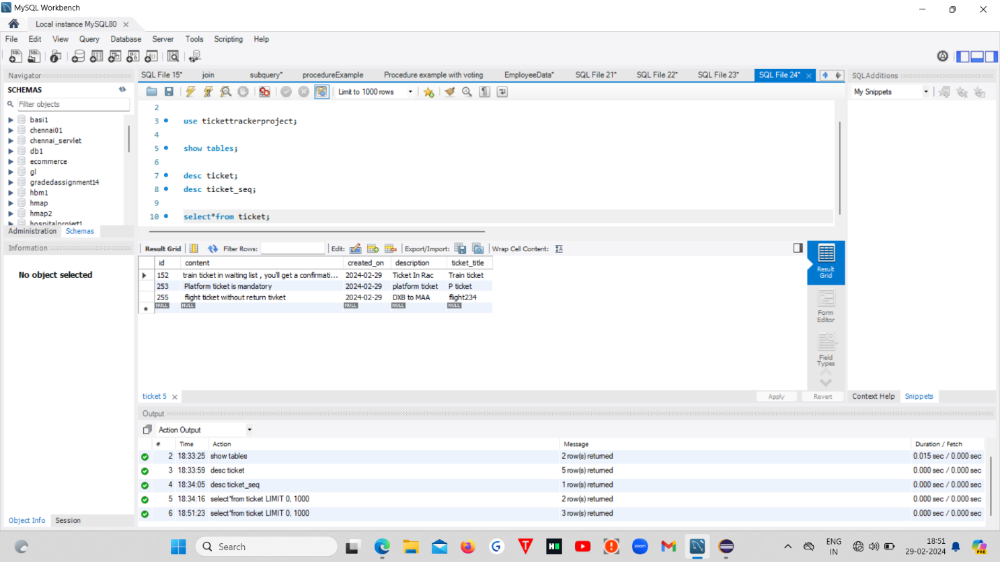 MySQL Workbench
Local instance MySQL80
File Edit View Query Database Server Tools Scripting Help
Navigator
SCHEMAS
Filter objects
basi1
chennai01
chennai_servlet
db1
ecommerce
gl
gradedassignment14
hbm1
hmap
hmap2
hospitalproject1
Administration Schemas
Information
No object selected
Object Info Session
SQL File 15* join subquery* procedureExample Procedure example with voting EmployeeData* SQL File 21* SQL File 22* SQL File 23* SQL File 24*
Limit to 1000 rows
2
3 use tickettrackerproject;
4
5 show tables;
6
7 desc ticket;
8 desc ticket_seq;
9
10 select*from ticket;
Result Grid Filter Rows: Edit: Export/Import: Wrap Cell Content:
id content created_on description ticket_title
152 train ticket in waiting list , you'll get a confirmati... 2024-02-29 Ticket In Rac Train ticket
253 Platform ticket is mandatory 2024-02-29 platform ticket P ticket
255 flight ticket without return tivket 2024-02-29 DXB to MAA flight234
NULL NULL NULL NULL NULL
Result Grid
Form Editor
Field Types
ticket 5
Apply Revert
SQLAdditions
My Snippets
Context Help Snippets
Output
Action Output
# Time Action Message Duration / Fetch
2 18:33:25 show tables 2 row(s) returned 0.015 sec / 0.000 sec
3 18:33:59 desc ticket 5 row(s) returned 0.000 sec / 0.000 sec
4 18:34:05 desc ticket_seq 1 row(s) returned 0.000 sec / 0.000 sec
5 18:34:16 select*from ticket LIMIT 0, 1000 2 row(s) returned 0.000 sec / 0.000 sec
6 18:51:23 select*from ticket LIMIT 0, 1000 3 row(s) returned 0.000 sec / 0.000 sec
Search
zoom
ENG
IN
18:51
29-02-2024
PRE